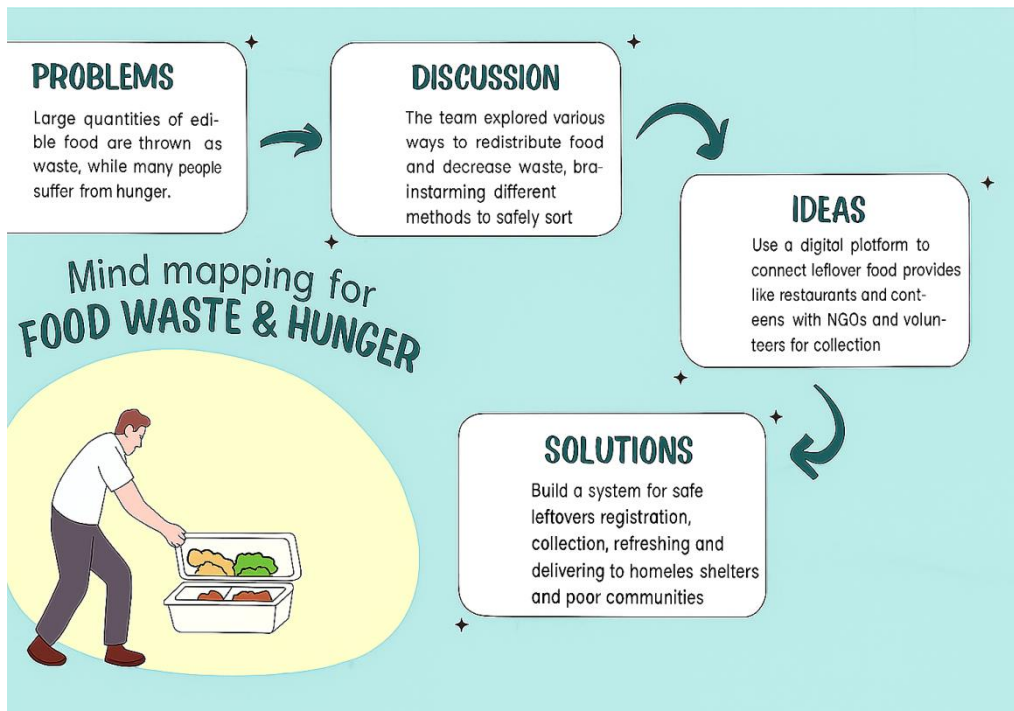 PROBLEMS
Large quantities of edi-
ble food are thrown as
waste, while many people
suffer from hunger.
DISCUSSION
The team explored various
ways to redistribute food
and decrease waste, bra-
instarming different
methods to safely sort
IDEAS
Use a digital plotform to
connect leflover food provides
like restaurants and cont-
eens with NGOs and volun-
teers for collection
Mind mapping for
FOOD WASTE & HUNGER
SOLUTIONS
Build a system for safe
leftovers registration,
collection, refreshing and
delivering to homeles shelters
and poor communities